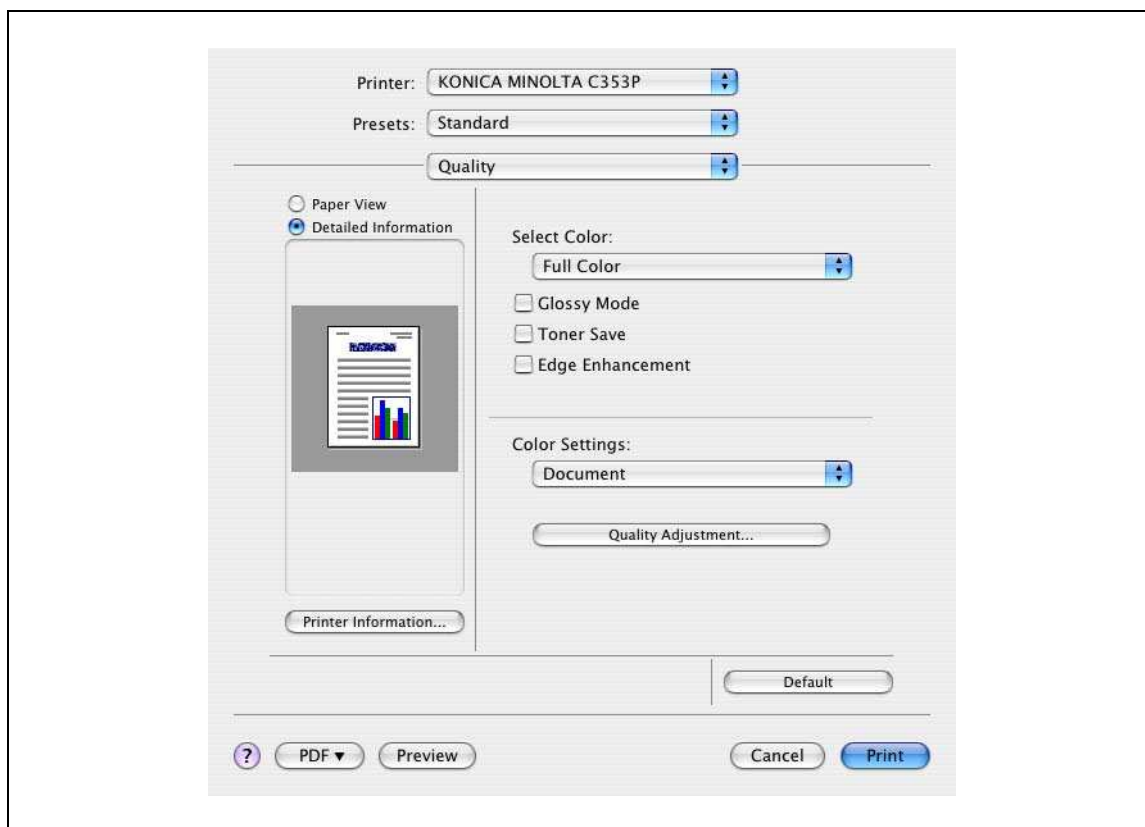 Printer: KONICA MINOLTA C353P
Presets: Standard
Quality
Paper View
Detailed Information
Select Color:
Full Color
Glossy Mode
Toner Save
Edge Enhancement
Color Settings:
Document
Quality Adjustment...
Printer Information...
Default
? PDF▼ Preview Cancel Print